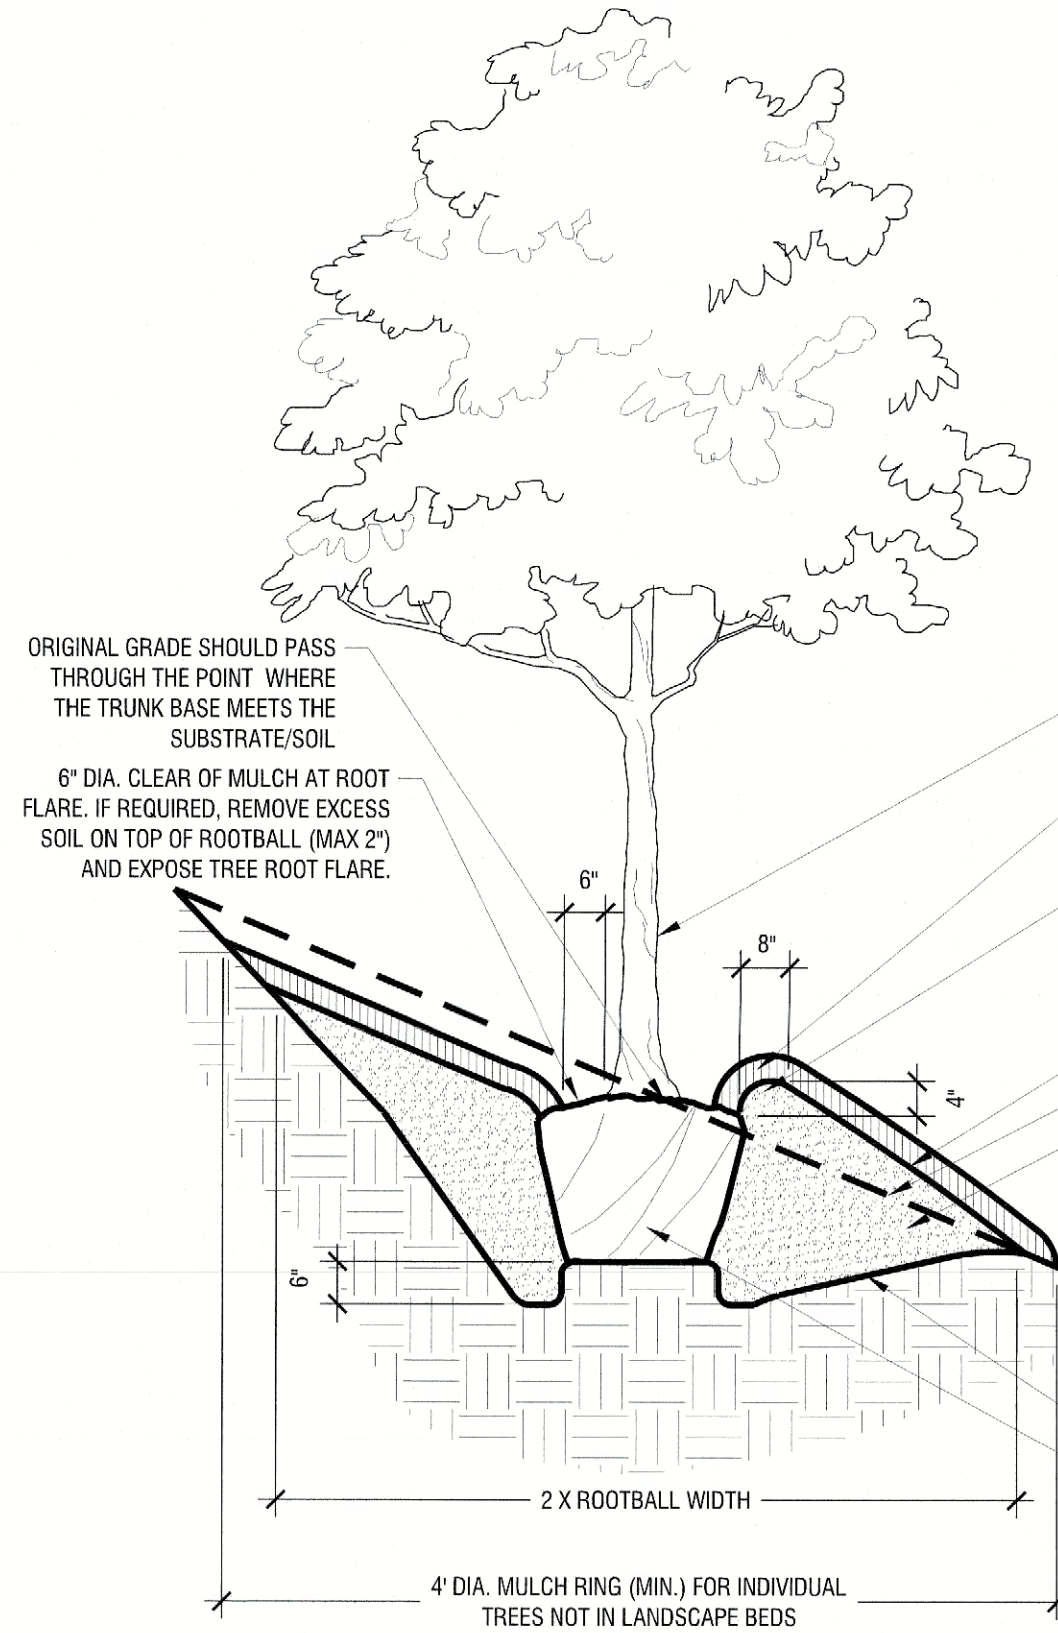 ORIGINAL GRADE SHOULD PASS
THROUGH THE POINT WHERE
THE TRUNK BASE MEETS THE
SUBSTRATE/SOIL
6" DIA. CLEAR OF MULCH AT ROOT
FLARE. IF REQUIRED, REMOVE EXCESS
SOIL ON TOP OF ROOTBALL (MAX 2")
AND EXPOSE TREE ROOT FLARE.
6"
8"
4"
6"
2 X ROOTBALL WIDTH
4' DIA. MULCH RING (MIN.) FOR INDIVIDUAL
TREES NOT IN LANDSCAPE BEDS